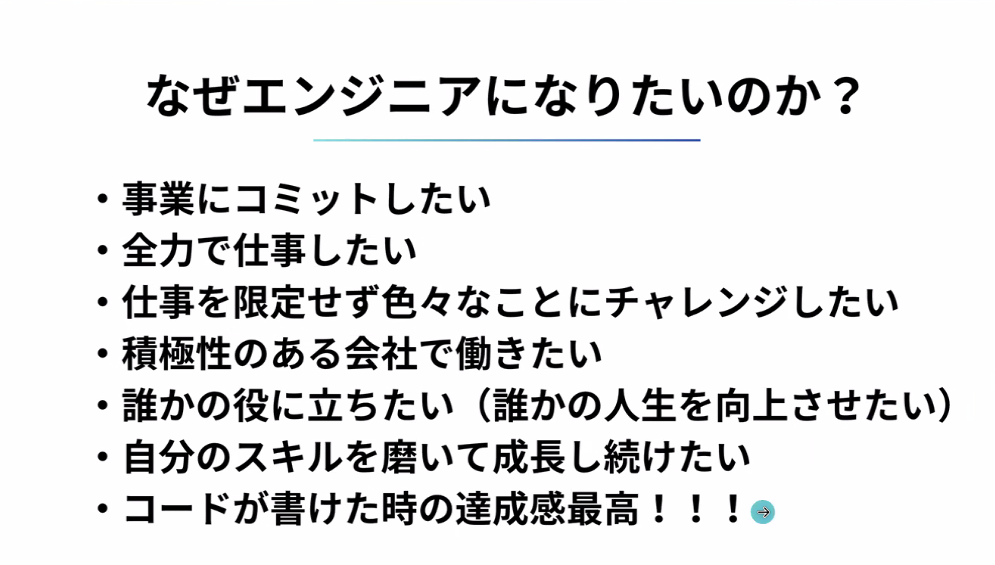 なぜエンジニアになりたいのか？
・事業にコミットしたい
・全力で仕事したい
・仕事を限定せず色々なことにチャレンジしたい
・積極性のある会社で働きたい
・誰かの役に立ちたい（誰かの人生を向上させたい）
・自分のスキルを磨いて成長し続けたい
・コードが書けた時の達成感最高！！！